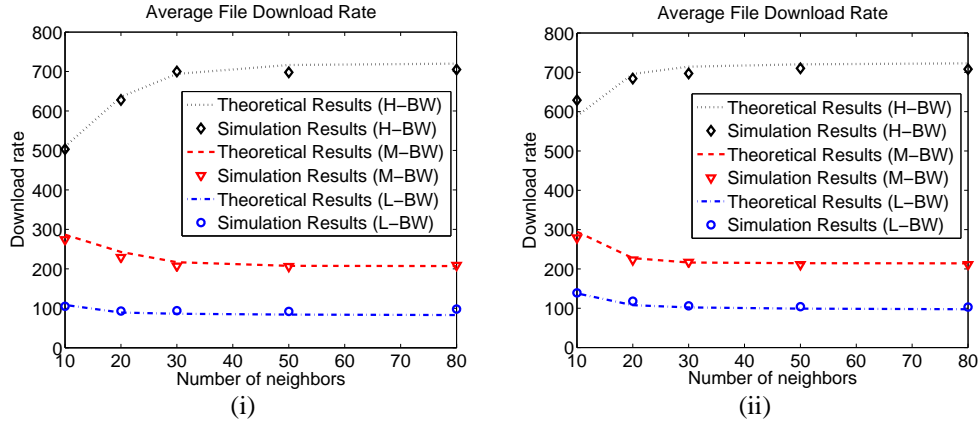 Average File Download Rate
800
700
600
500
400
300
200
100
0
Download rate
Theoretical Results (H−BW)
Simulation Results (H−BW)
Theoretical Results (M−BW)
Simulation Results (M−BW)
Theoretical Results (L−BW)
Simulation Results (L−BW)
10 20 30 40 50 60 70 80
Number of neighbors
(i)
Average File Download Rate
800
700
600
500
400
300
200
100
0
Download rate
Theoretical Results (H−BW)
Simulation Results (H−BW)
Theoretical Results (M−BW)
Simulation Results (M−BW)
Theoretical Results (L−BW)
Simulation Results (L−BW)
10 20 30 40 50 60 70 80
Number of neighbors
(ii)